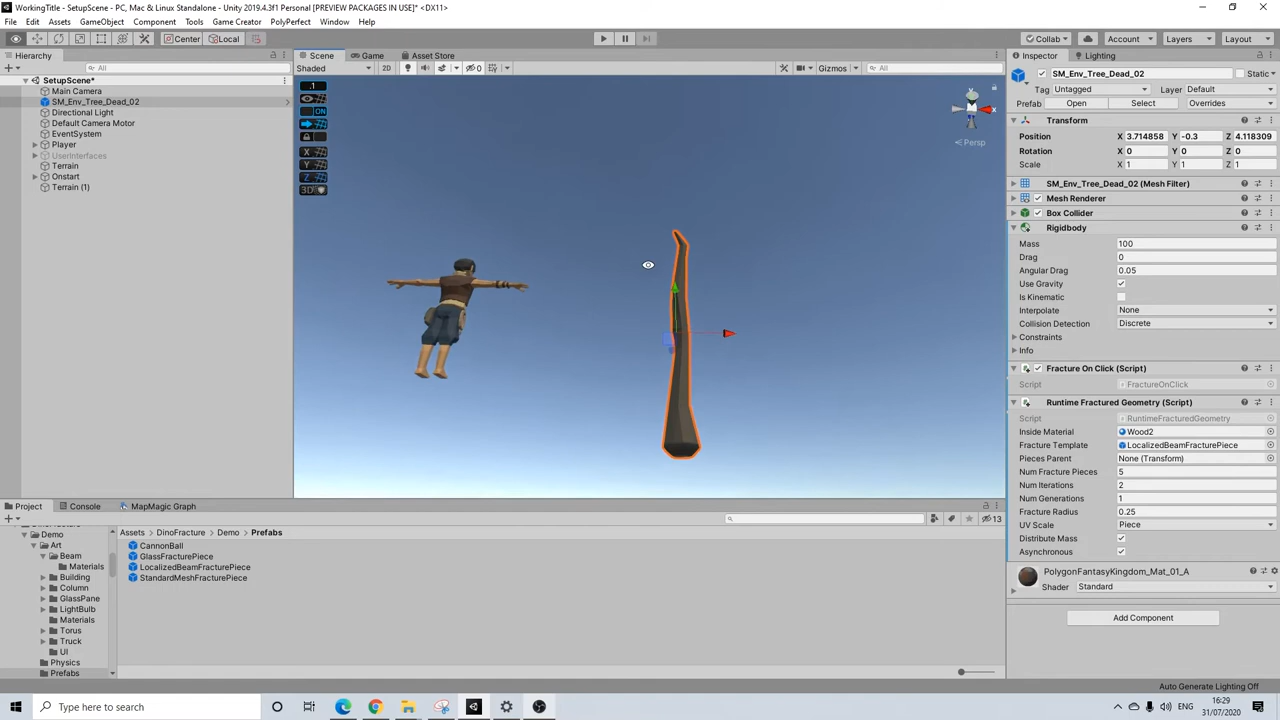 WorkingTitle - SetupScene - PC, Mac & Linux Standalone - Unity 2019.4.3f1 Personal [PREVIEW PACKAGES IN USE]* <DX11>
File Edit Assets GameObject Component Tools Game Creator PolyPerfect Window Help
Center Local Collab Account Layers Layout
Hierarchy Scene Game Asset Store Inspector Lighting
All Shaded 2D 0 Gizmos All SM_Env_Tree_Dead_02 Static
SetupScene*
Main Camera
SM_Env_Tree_Dead_02
Directional Light
Default Camera Motor
EventSystem
Player
UserInterfaces
Terrain
Onstart
Terrain (1)
.1
ON
X
Y
Z
3D
x
Persp
Tag Untagged Layer Default
Prefab Open Select Overrides
Transform
Position X 3.714858 Y -0.3 Z 4.118309
Rotation X 0 Y 0 Z 0
Scale X 1 Y 1 Z 1
SM_Env_Tree_Dead_02 (Mesh Filter)
Mesh Renderer
Box Collider
Rigidbody
Mass 100
Drag 0
Angular Drag 0.05
Use Gravity
Is Kinematic
Interpolate None
Collision Detection Discrete
Constraints
Info
Fracture On Click (Script)
Script FractureOnClick
Runtime Fractured Geometry (Script)
Script RuntimeFracturedGeometry
Inside Material Wood2
Fracture Template LocalizedBeamFracturePiece
Pieces Parent None (Transform)
Num Fracture Pieces 5
Num Iterations 2
Num Generations 1
Fracture Radius 0.25
UV Scale Piece
Distribute Mass
Asynchronous
PolygonFantasyKingdom_Mat_01_A
Shader Standard
Add Component
Project Console MapMagic Graph
13
Demo
Art
Beam
Materials
Building
Column
GlassPane
LightBulb
Materials
Torus
Truck
UI
Physics
Prefabs
Assets > DinoFracture > Demo > Prefabs
CannonBall
GlassFracturePiece
LocalizedBeamFracturePiece
StandardMeshFracturePiece
Auto Generate Lighting Off
Type here to search
ENG
16:29
31/07/2020